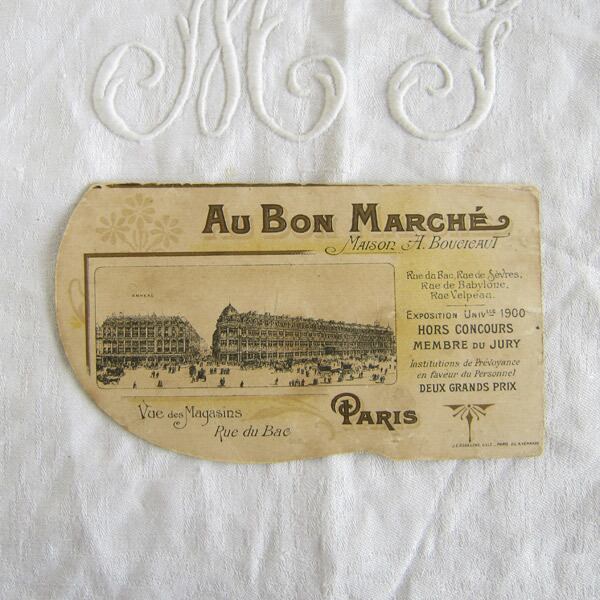 M G
AU BON MARCHÉ
MAISON A. BOUCICAUT
ANNEXE
Rue du Bac, Rue de Sèvres,
Rue de Babylone,
Rue Velpeau.
EXPOSITION UNIVLLE 1900
HORS CONCOURS
MEMBRE DU JURY
Institutions de Prévoyance
en faveur du Personnel
DEUX GRANDS PRIX
Vue des Magasins
Rue du Bac
PARIS
PARIS